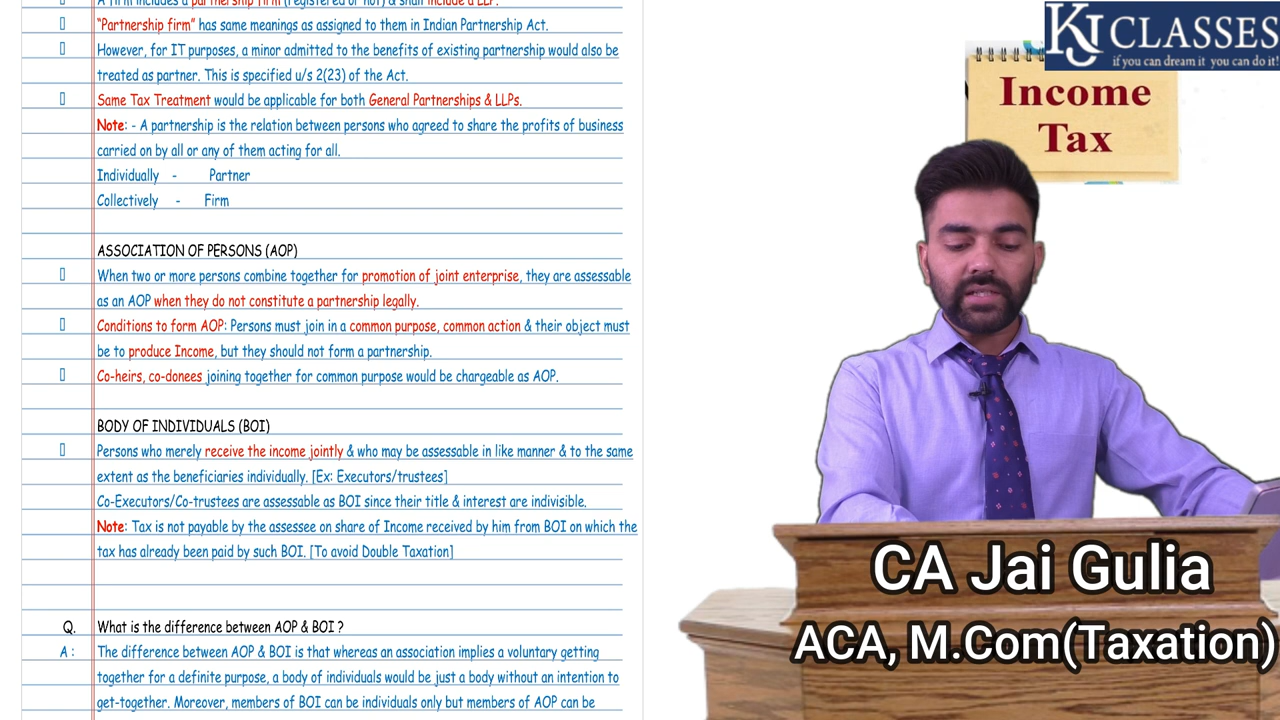 A firm includes a partnership firm (registered or not) & shall include a LLP.
“Partnership firm” has same meanings as assigned to them in Indian Partnership Act.
However, for IT purposes, a minor admitted to the benefits of existing partnership would also be
treated as partner. This is specified u/s 2(23) of the Act.
Same Tax Treatment would be applicable for both General Partnerships & LLPs.
Note: - A partnership is the relation between persons who agreed to share the profits of business
carried on by all or any of them acting for all.
Individually - Partner
Collectively - Firm
ASSOCIATION OF PERSONS (AOP)
When two or more persons combine together for promotion of joint enterprise, they are assessable
as an AOP when they do not constitute a partnership legally.
Conditions to form AOP: Persons must join in a common purpose, common action & their object must
be to produce Income, but they should not form a partnership.
Co-heirs, co-donees joining together for common purpose would be chargeable as AOP.
BODY OF INDIVIDUALS (BOI)
Persons who merely receive the income jointly & who may be assessable in like manner & to the same
extent as the beneficiaries individually. [Ex: Executors/trustees]
Co-Executors/Co-trustees are assessable as BOI since their title & interest are indivisible.
Note: Tax is not payable by the assessee on share of Income received by him from BOI on which the
tax has already been paid by such BOI. [To avoid Double Taxation]
Q. What is the difference between AOP & BOI ?
A : The difference between AOP & BOI is that whereas an association implies a voluntary getting
together for a definite purpose, a body of individuals would be just a body without an intention to
get-together. Moreover, members of BOI can be individuals only but members of AOP can be
KJ CLASSES
if you can dream it you can do it!
Income
Tax
CA Jai Gulia
ACA, M.Com(Taxation)